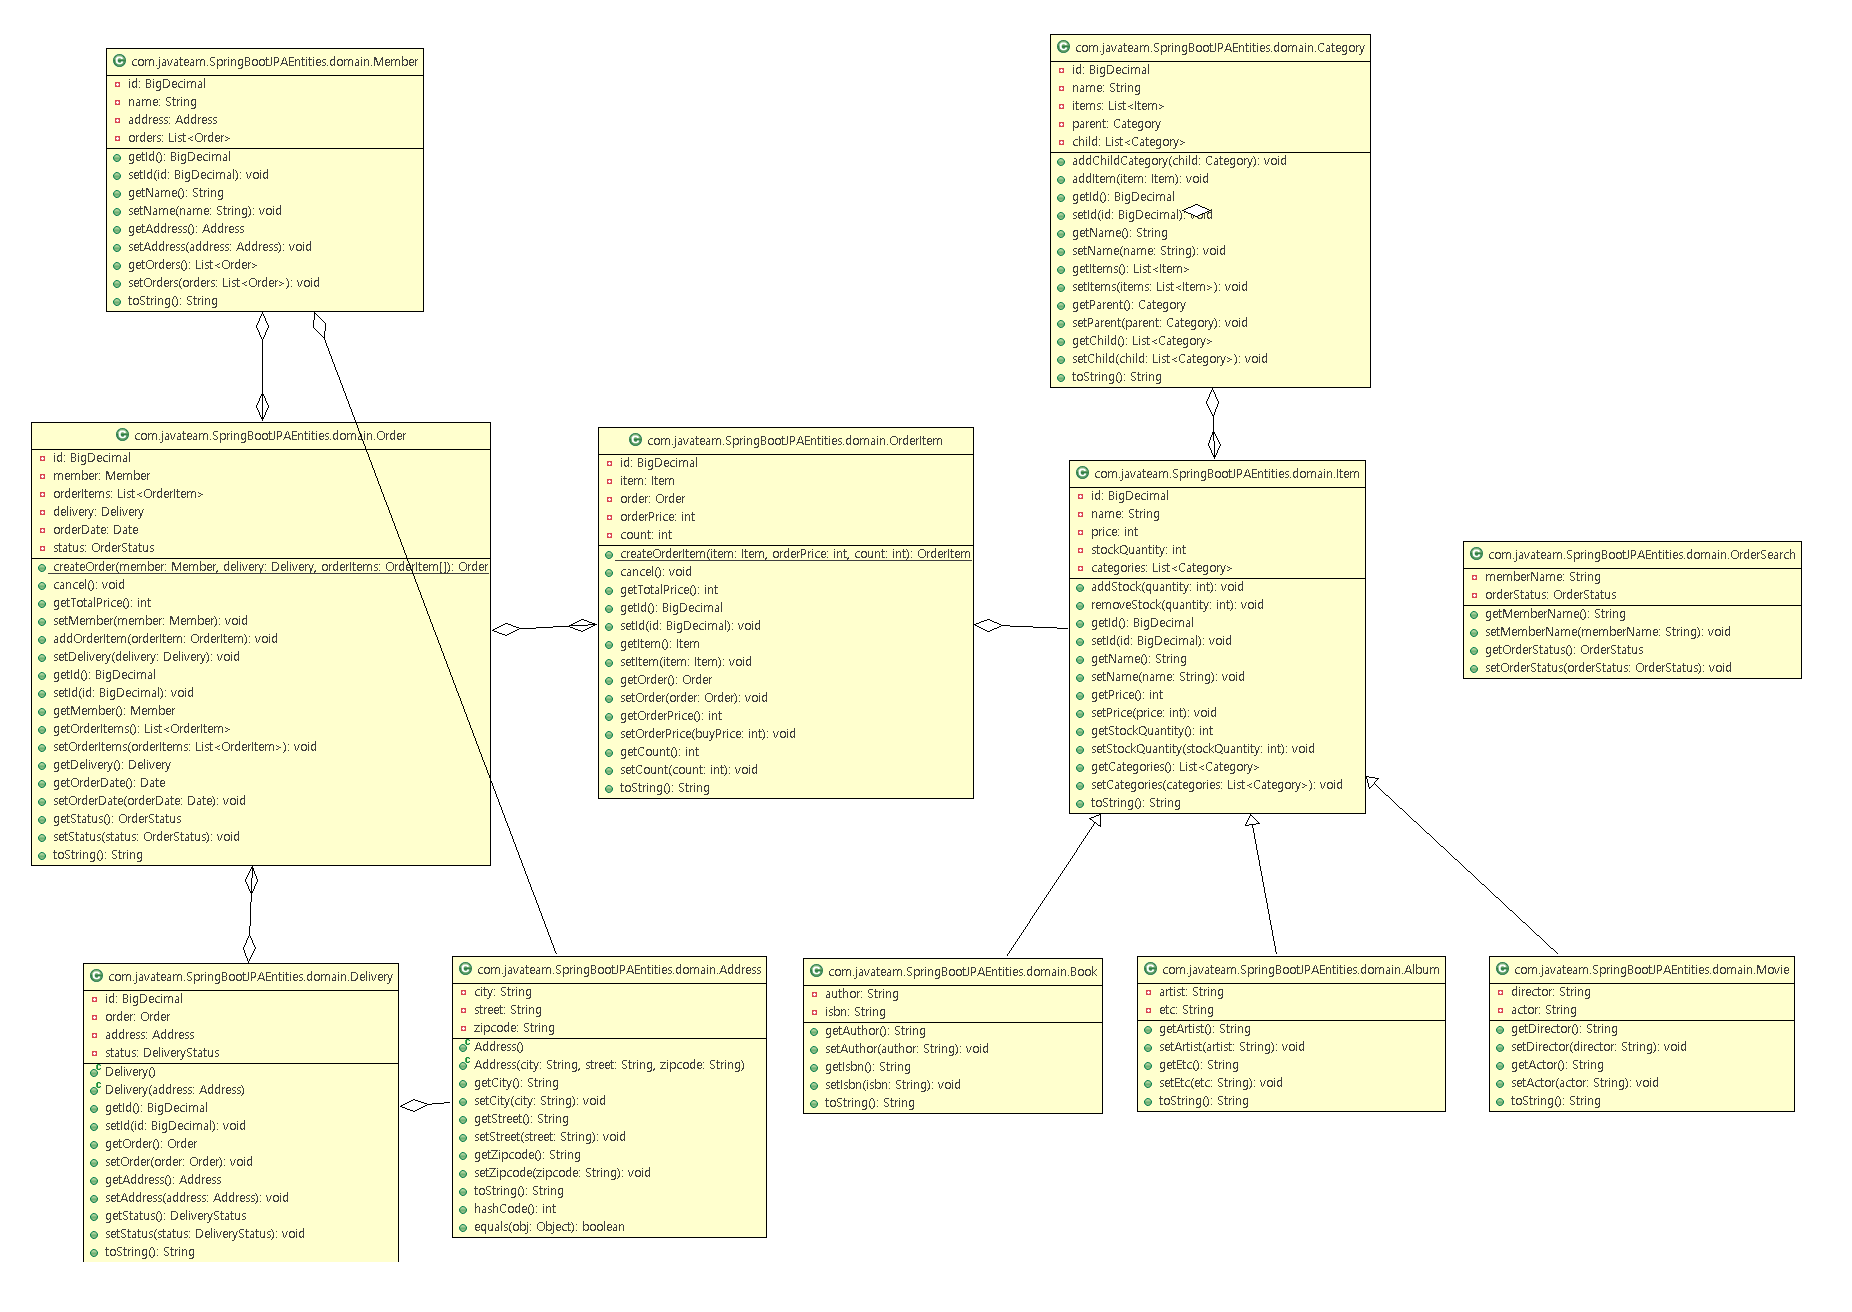 com.javateam.SpringBootJPAEntities.domain.Member
id: BigDecimal
name: String
address: Address
orders: List<Order>
getId(): BigDecimal
setId(id: BigDecimal): void
getName(): String
setName(name: String): void
getAddress(): Address
setAddress(address: Address): void
getOrders(): List<Order>
setOrders(orders: List<Order>): void
toString(): String
com.javateam.SpringBootJPAEntities.domain.Category
id: BigDecimal
name: String
items: List<Item>
parent: Category
child: List<Category>
addChildCategory(child: Category): void
addItem(item: Item): void
getId(): BigDecimal
setId(id: BigDecimal): void
getName(): String
setName(name: String): void
getItems(): List<Item>
setItems(items: List<Item>): void
getParent(): Category
setParent(parent: Category): void
getChild(): List<Category>
setChild(child: List<Category>): void
toString(): String
com.javateam.SpringBootJPAEntities.domain.Order
id: BigDecimal
member: Member
orderItems: List<OrderItem>
delivery: Delivery
orderDate: Date
status: OrderStatus
createOrder(member: Member, delivery: Delivery, orderItems: OrderItem[]): Order
cancel(): void
getTotalPrice(): int
setMember(member: Member): void
addOrderItem(orderItem: OrderItem): void
setDelivery(delivery: Delivery): void
getId(): BigDecimal
setId(id: BigDecimal): void
getMember(): Member
getOrderItems(): List<OrderItem>
setOrderItems(orderItems: List<OrderItem>): void
getDelivery(): Delivery
getOrderDate(): Date
setOrderDate(orderDate: Date): void
getStatus(): OrderStatus
setStatus(status: OrderStatus): void
toString(): String
com.javateam.SpringBootJPAEntities.domain.OrderItem
id: BigDecimal
item: Item
order: Order
orderPrice: int
count: int
createOrderItem(item: Item, orderPrice: int, count: int): OrderItem
cancel(): void
getTotalPrice(): int
getId(): BigDecimal
setId(id: BigDecimal): void
getItem(): Item
setItem(item: Item): void
getOrder(): Order
setOrder(order: Order): void
getOrderPrice(): int
setOrderPrice(buyPrice: int): void
getCount(): int
setCount(count: int): void
toString(): String
com.javateam.SpringBootJPAEntities.domain.Item
id: BigDecimal
name: String
price: int
stockQuantity: int
categories: List<Category>
addStock(quantity: int): void
removeStock(quantity: int): void
getId(): BigDecimal
setId(id: BigDecimal): void
getName(): String
setName(name: String): void
getPrice(): int
setPrice(price: int): void
getStockQuantity(): int
setStockQuantity(stockQuantity: int): void
getCategories(): List<Category>
setCategories(categories: List<Category>): void
toString(): String
com.javateam.SpringBootJPAEntities.domain.OrderSearch
memberName: String
orderStatus: OrderStatus
getMemberName(): String
setMemberName(memberName: String): void
getOrderStatus(): OrderStatus
setOrderStatus(orderStatus: OrderStatus): void
com.javateam.SpringBootJPAEntities.domain.Delivery
id: BigDecimal
order: Order
address: Address
status: DeliveryStatus
Delivery()
Delivery(address: Address)
getId(): BigDecimal
setId(id: BigDecimal): void
getOrder(): Order
setOrder(order: Order): void
getAddress(): Address
setAddress(address: Address): void
getStatus(): DeliveryStatus
setStatus(status: DeliveryStatus): void
toString(): String
com.javateam.SpringBootJPAEntities.domain.Address
city: String
street: String
zipcode: String
Address()
Address(city: String, street: String, zipcode: String)
getCity(): String
setCity(city: String): void
getStreet(): String
setStreet(street: String): void
getZipcode(): String
setZipcode(zipcode: String): void
toString(): String
hashCode(): int
equals(obj: Object): boolean
com.javateam.SpringBootJPAEntities.domain.Book
author: String
isbn: String
getAuthor(): String
setAuthor(author: String): void
getIsbn(): String
setIsbn(isbn: String): void
toString(): String
com.javateam.SpringBootJPAEntities.domain.Album
artist: String
etc: String
getArtist(): String
setArtist(artist: String): void
getEtc(): String
setEtc(etc: String): void
toString(): String
com.javateam.SpringBootJPAEntities.domain.Movie
director: String
actor: String
getDirector(): String
setDirector(director: String): void
getActor(): String
setActor(actor: String): void
toString(): String